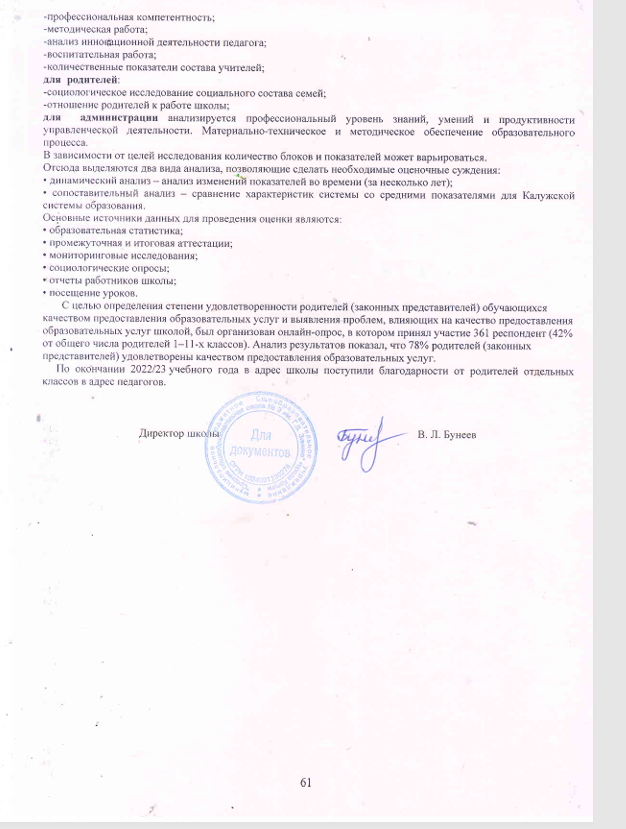 -профессиональная компетентность;
-методическая работа;
-анализ инновационной деятельности педагога;
-воспитательная работа;
-количественные показатели состава учителей;
для родителей:
-социологическое исследование социального состава семей;
-отношение родителей к работе школы;
для администрации анализируется профессиональный уровень знаний, умений и продуктивности
управленческой деятельности. Материально-техническое и методическое обеспечение образовательного
процесса.
В зависимости от целей исследования количество блоков и показателей может варьироваться.
Отсюда выделяются два вида анализа, позволяющие сделать необходимые оценочные суждения:
• динамический анализ – анализ изменений показателей во времени (за несколько лет);
• сопоставительный анализ – сравнение характеристик системы со средними показателями для Калужской
системы образования.
Основные источники данных для проведения оценки являются:
• образовательная статистика;
• промежуточная и итоговая аттестации;
• мониторинговые исследования;
• социологические опросы;
• отчеты работников школы;
• посещение уроков.
С целью определения степени удовлетворенности родителей (законных представителей) обучающихся
качеством предоставления образовательных услуг и выявления проблем, влияющих на качество предоставления
образовательных услуг школой, был организован онлайн-опрос, в котором принял участие 361 респондент (42%
от общего числа родителей 1–11-х классов). Анализ результатов показал, что 78% родителей (законных
представителей) удовлетворены качеством предоставления образовательных услуг.
По окончании 2022/23 учебного года в адрес школы поступили благодарности от родителей отдельных
классов в адрес педагогов.
Директор школы
Для
документов
Бунеев
В. Л. Бунеев
61